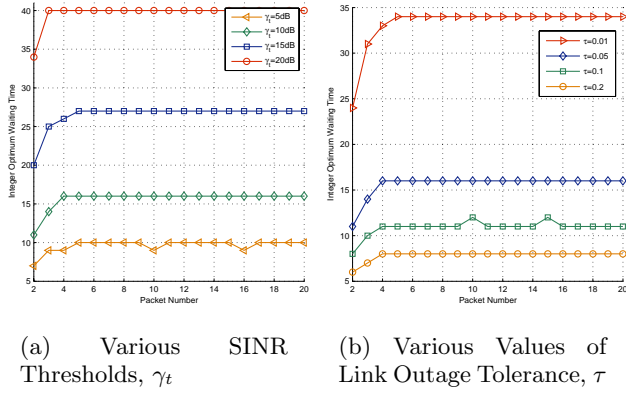 40
35
30
25
20
15
10
5
2
4
6
8
10
12
14
16
18
20
Integer Optimum Waiting Time
Packet Number
γt=5dB
γt=10dB
γt=15dB
γt=20dB
35
30
25
20
15
10
5
2
4
6
8
10
12
14
16
18
20
Integer Optimum Waiting Time
Packet Number
τ=0.01
τ=0.05
τ=0.1
τ=0.2
(a) Various SINR
Thresholds, γt
(b) Various Values of
Link Outage Tolerance, τ